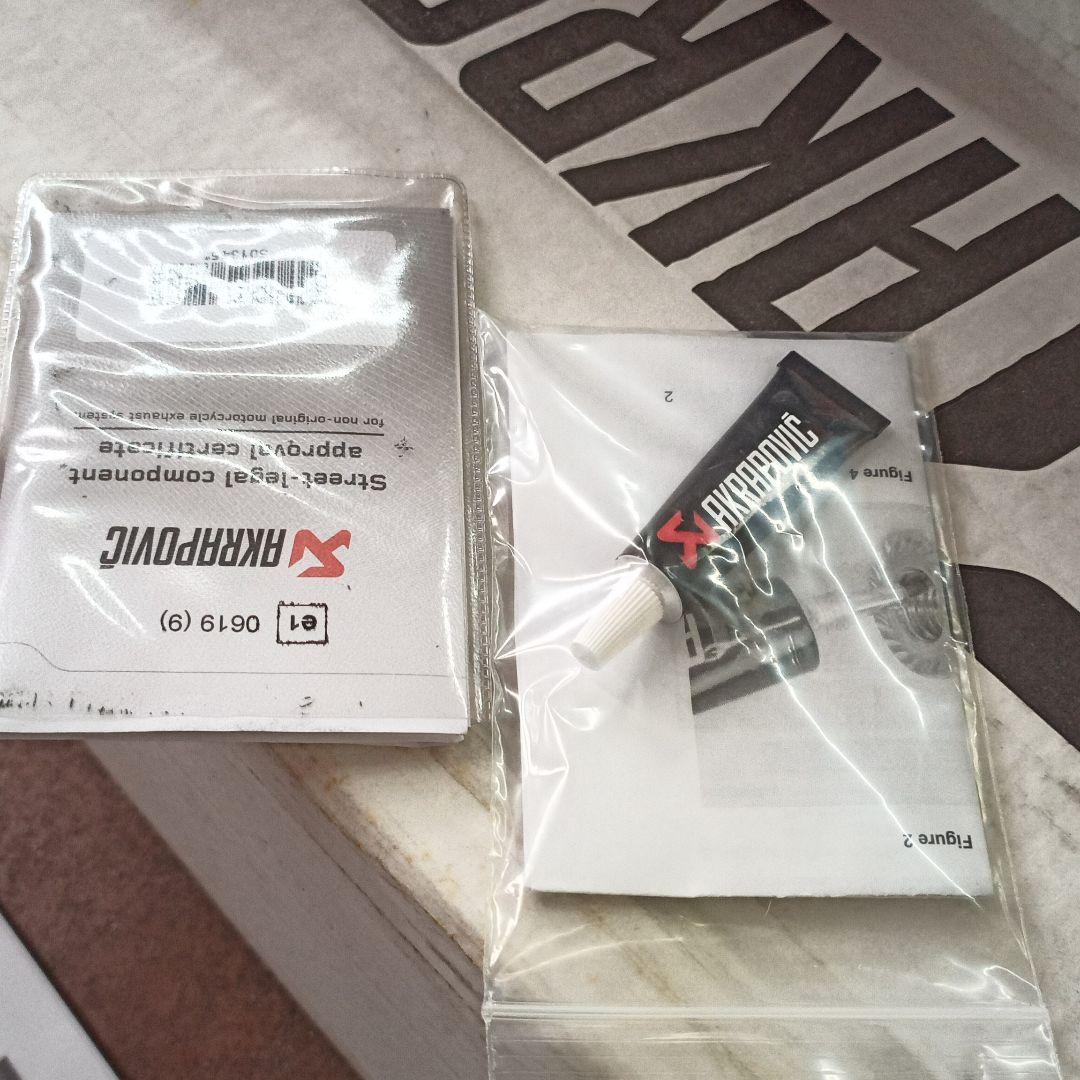 AKRAPOVIČ
Street-legal component
approval certificate
for non-original motorcycle exhaust system
e1 0619 (9)
2
AKRAPOVIČ
Figure 4
Figure 2